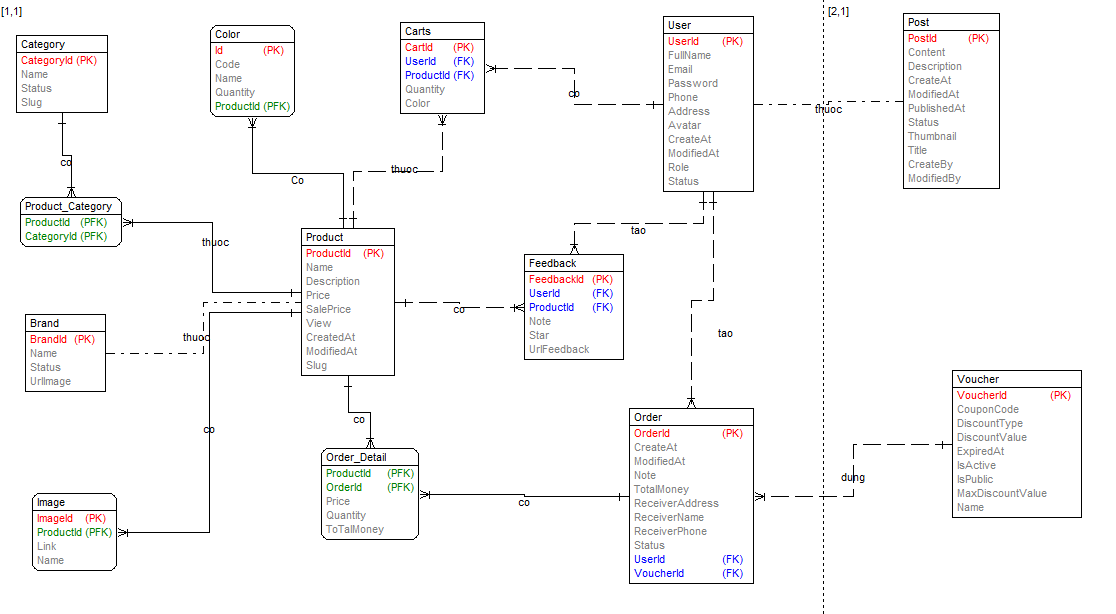 [1,1]
[2,1]
Category
CategoryId (PK)
Name
Status
Slug
Color
Id (PK)
Code
Name
Quantity
ProductId (PFK)
Carts
CartId (PK)
UserId (FK)
ProductId (FK)
Quantity
Color
User
UserId (PK)
FullName
Email
Password
Phone
Address
Avatar
CreateAt
ModifiedAt
Role
Status
Post
PostId (PK)
Content
Description
CreateAt
ModifiedAt
PublishedAt
Status
Thumbnail
Title
CreateBy
ModifiedBy
co
thuoc
co
Co
thuoc
Product_Category
ProductId (PFK)
CategoryId (PFK)
thuoc
Product
ProductId (PK)
Name
Description
Price
SalePrice
View
CreatedAt
ModifiedAt
Slug
tao
Feedback
FeedbackId (PK)
UserId (FK)
ProductId (FK)
Note
Star
UrlFeedback
co
tao
Brand
BrandId (PK)
Name
Status
UrlImage
thuoc
co
co
Order_Detail
ProductId (PFK)
OrderId (PFK)
Price
Quantity
ToTalMoney
co
Order
OrderId (PK)
CreateAt
ModifiedAt
Note
TotalMoney
ReceiverAddress
ReceiverName
ReceiverPhone
Status
UserId (FK)
VoucherId (FK)
dung
Voucher
VoucherId (PK)
CouponCode
DiscountType
DiscountValue
ExpiredAt
IsActive
IsPublic
MaxDiscountValue
Name
Image
ImageId (PK)
ProductId (PFK)
Link
Name